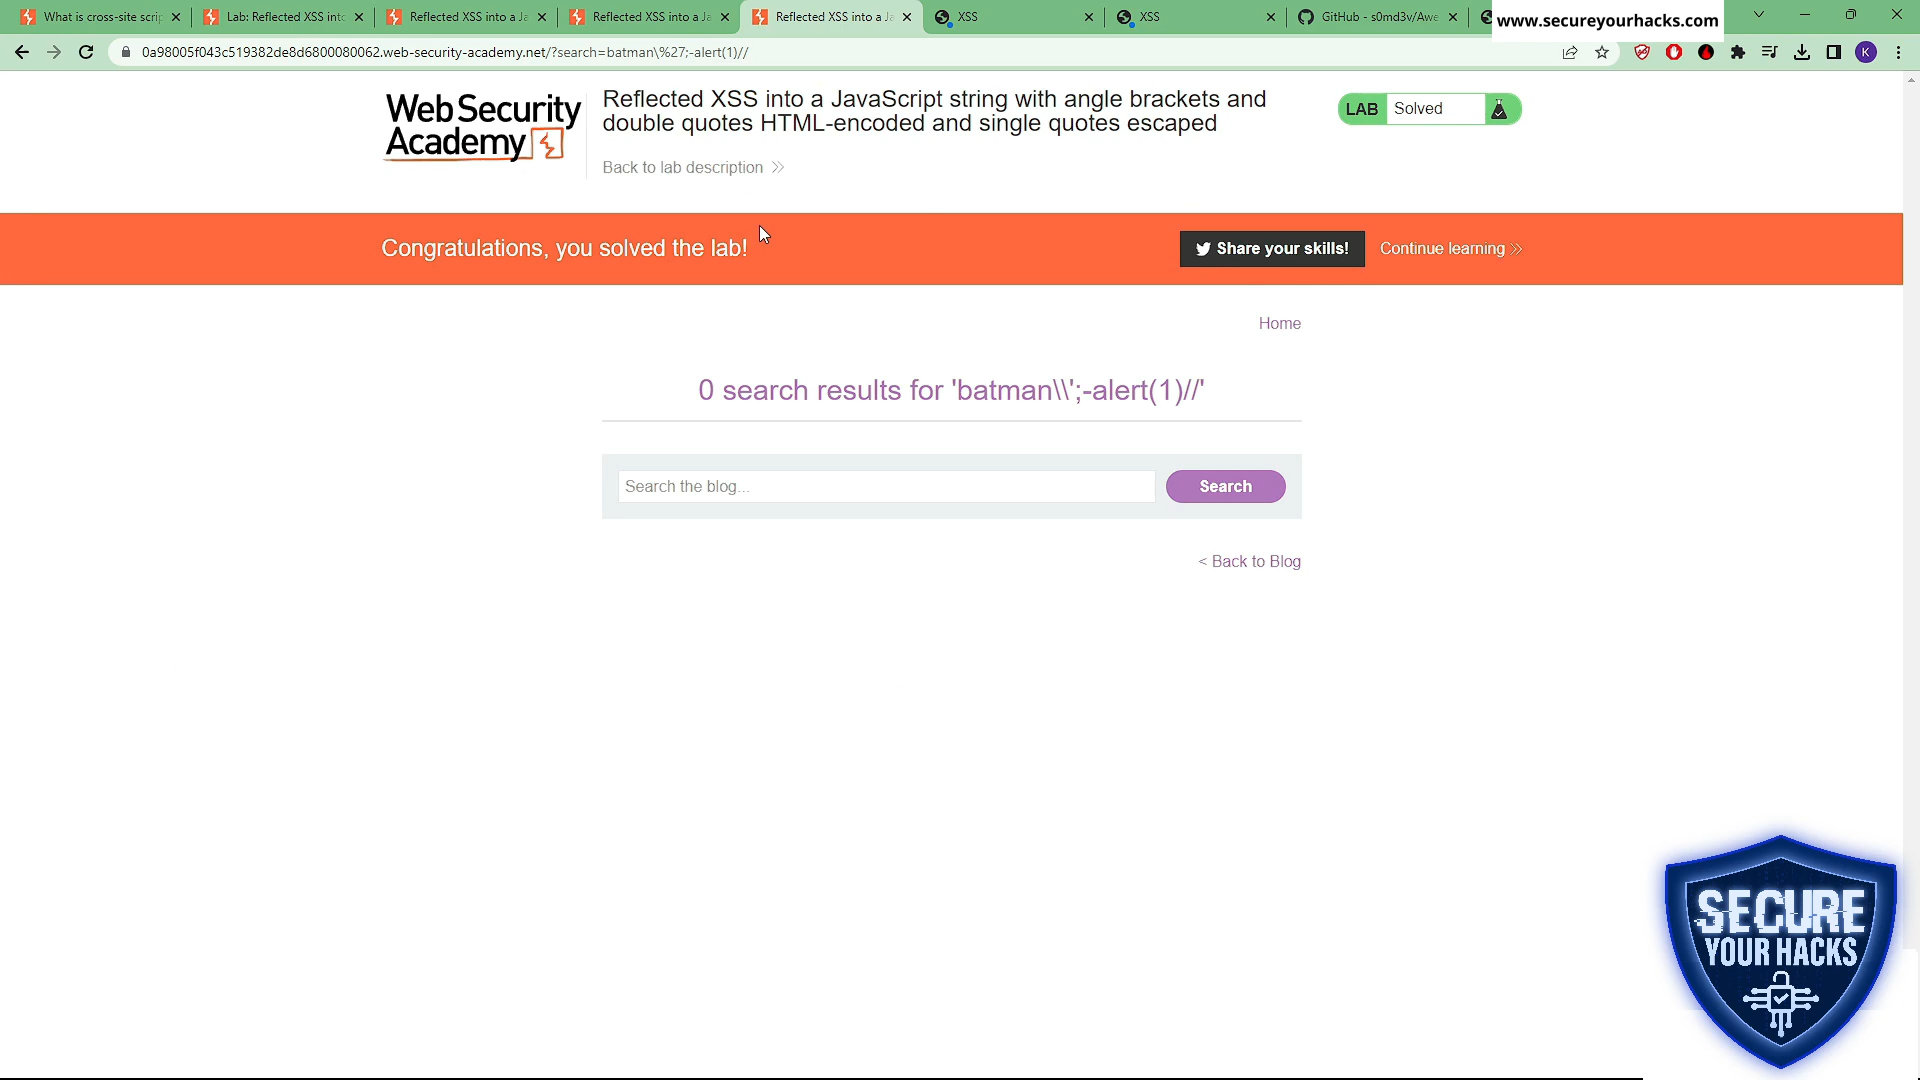 What is cross-site scrip
Lab: Reflected XSS into
Reflected XSS into a Ja
Reflected XSS into a Ja
Reflected XSS into a Ja
XSS
XSS
GitHub - s0md3v/Awe
www.secureyourhacks.com
0a98005f043c519382de8d6800080062.web-security-academy.net/?search=batman\%27;-alert(1)//
K
WebSecurity
Academy
Reflected XSS into a JavaScript string with angle brackets and
double quotes HTML-encoded and single quotes escaped
LAB Solved
Back to lab description
Congratulations, you solved the lab!
Share your skills!
Continue learning
Home
0 search results for 'batman\\';-alert(1)//'
Search the blog...
Search
< Back to Blog
SECURE
YOUR HACKS